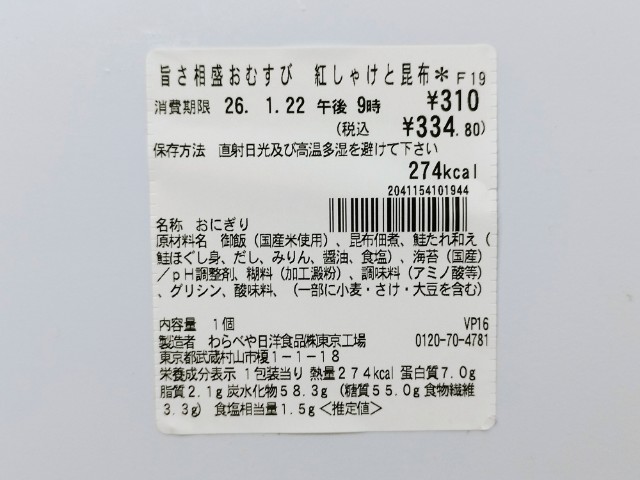 旨さ相盛おむすび 紅しゃけと昆布＊ F19
消費期限 26. 1.22 午後 9時 ¥310
(税込 ¥334.80)
保存方法 直射日光及び高温多湿を避けて下さい
274kcal
2041154101944
名称 おにぎり
原材料名 御飯（国産米使用）、昆布佃煮、鮭たれ和え（
鮭ほぐし身、だし、みりん、醤油、食塩）、海苔（国産）
／pH調整剤、糊料（加工澱粉）、調味料（アミノ酸等）
、グリシン、酸味料、（一部に小麦・さけ・大豆を含む）
内容量 1個 VP16
製造者 わらべや日洋食品㈱東京工場 0120-70-4781
東京都武蔵村山市榎1－1－18
栄養成分表示 1包装当り 熱量274kcal 蛋白質7.0g
脂質2.1g 炭水化物58.3g （糖質55.0g 食物繊維
3.3g） 食塩相当量1.5g＜推定値＞